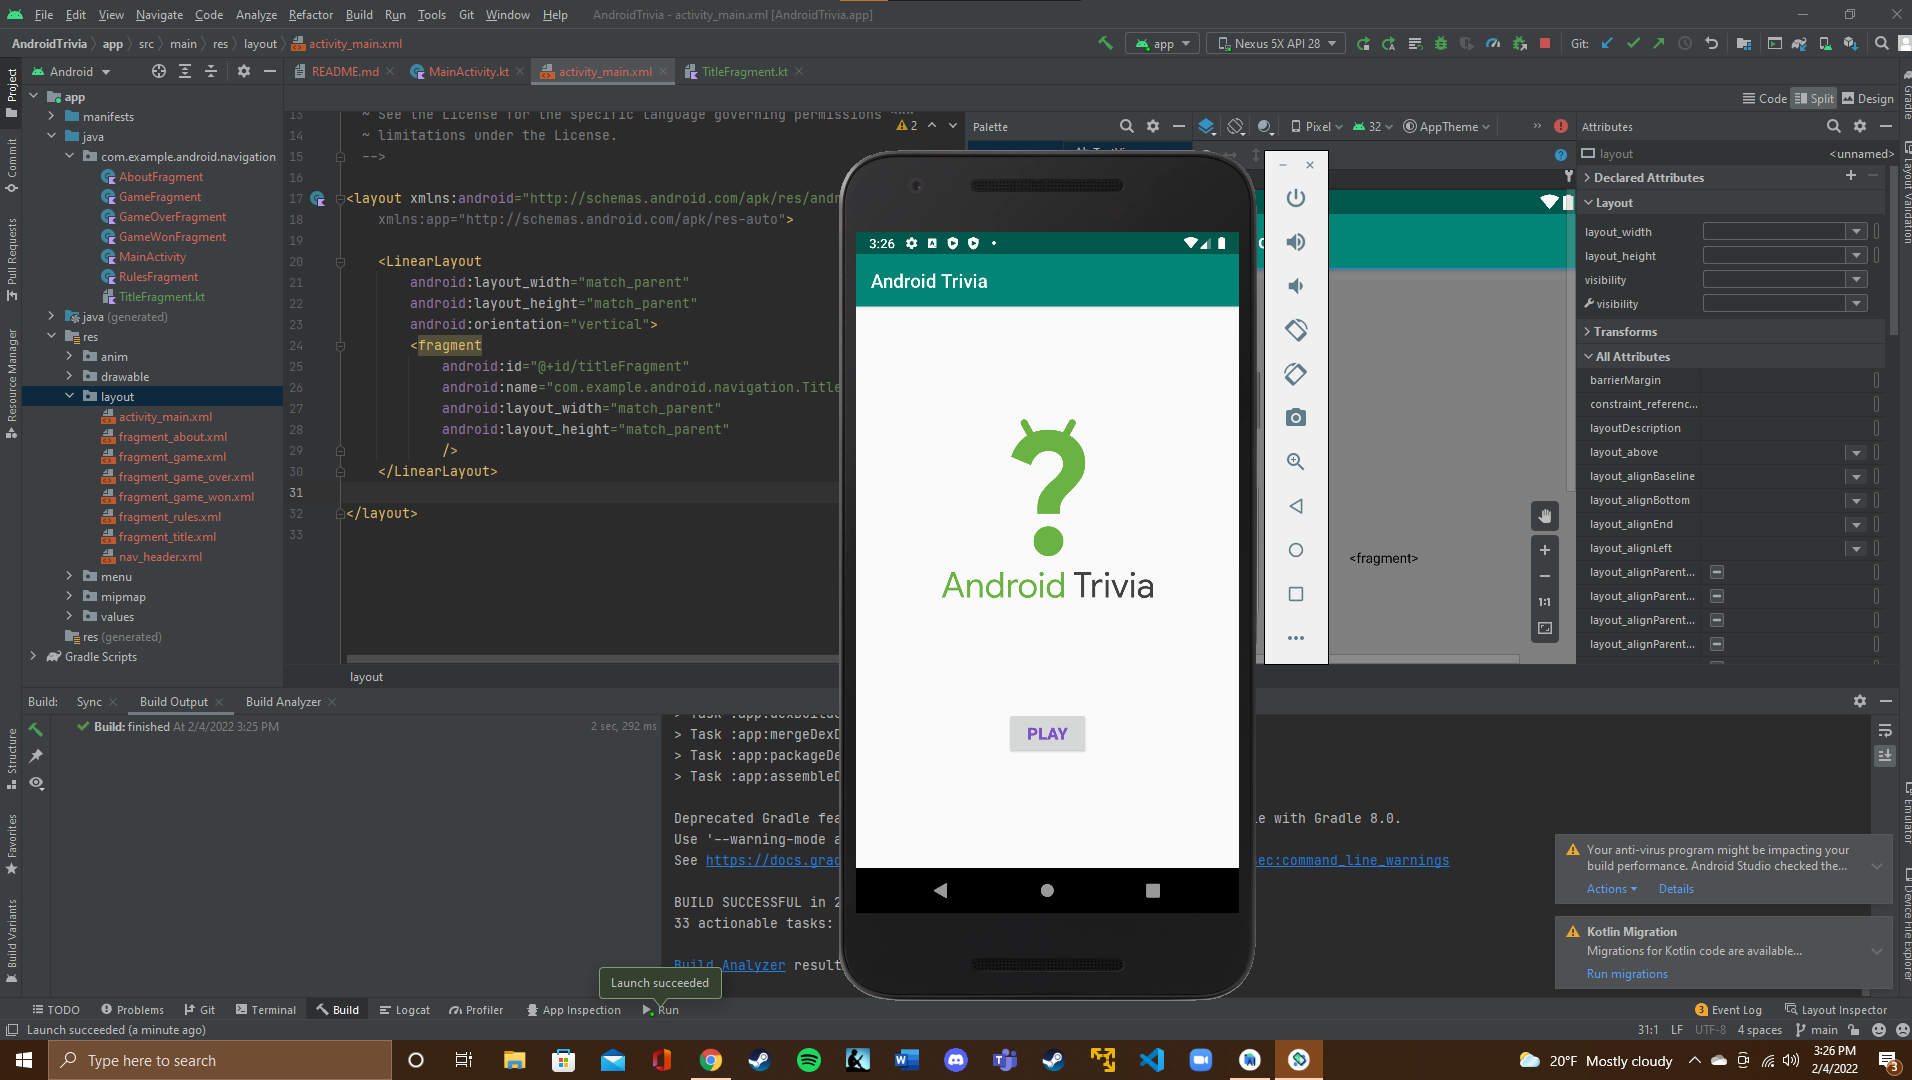 File Edit View Navigate Code Analyze Refactor Build Run Tools Git Window Help AndroidTrivia - activity_main.xml [AndroidTrivia.app]
AndroidTrivia app src main res layout activity_main.xml app Nexus 5X API 28 Git:
Android README.md MainActivity.kt activity_main.xml TitleFragment.kt
Code Split Design
Project
Commit
Pull Requests
Resource Manager
Structure
Favorites
Build Variants
app
manifests
java
com.example.android.navigation
AboutFragment
GameFragment
GameOverFragment
GameWonFragment
MainActivity
RulesFragment
TitleFragment.kt
java (generated)
res
anim
drawable
layout
activity_main.xml
fragment_about.xml
fragment_game.xml
fragment_game_over.xml
fragment_game_won.xml
fragment_rules.xml
fragment_title.xml
nav_header.xml
menu
mipmap
values
res (generated)
Gradle Scripts
13 ~ See the License for the specific language governing permissions and
14 ~ limitations under the License.
15 -->
16
17 <layout xmlns:android="http://schemas.android.com/apk/res/andr
18 xmlns:app="http://schemas.android.com/apk/res-auto">
19
20 <LinearLayout
21 android:layout_width="match_parent"
22 android:layout_height="match_parent"
23 android:orientation="vertical">
24 <fragment
25 android:id="@+id/titleFragment"
26 android:name="com.example.android.navigation.Title
27 android:layout_width="match_parent"
28 android:layout_height="match_parent"
29 />
30 </LinearLayout>
31
32 </layout>
33
2
layout
Palette
Pixel 32 AppTheme
<fragment>
1:1
3:26
Android Trivia
Android Trivia
PLAY
Attributes
layout <unnamed>
Declared Attributes
Layout
layout_width
layout_height
visibility
visibility
Transforms
All Attributes
barrierMargin
constraint_referenc...
layoutDescription
layout_above
layout_alignBaseline
layout_alignBottom
layout_alignEnd
layout_alignLeft
layout_alignParent...
layout_alignParent...
layout_alignParent...
layout_alignParent...
Gradle
Layout Validation
Emulator
Device File Explorer
Build: Sync Build Output Build Analyzer
Build: finished At 2/4/2022 3:25 PM 2 sec, 292 ms
> Task :app:mergeDexD
> Task :app:packageDe
> Task :app:assembleD
Deprecated Gradle fea le with Gradle 8.0.
Use '--warning-mode a
See https://docs.grad sec:command_line_warnings
BUILD SUCCESSFUL in 2
33 actionable tasks:
Build Analyzer result
Launch succeeded
Your anti-virus program might be impacting your
build performance. Android Studio checked the...
Actions Details
Kotlin Migration
Migrations for Kotlin code are available...
Run migrations
TODO Problems Git Terminal Build Logcat Profiler App Inspection Run 3 Event Log Layout Inspector
Launch succeeded (a minute ago) 31:1 LF UTF-8 4 spaces main
Type here to search
20°F Mostly cloudy
3:26 PM
2/4/2022
3